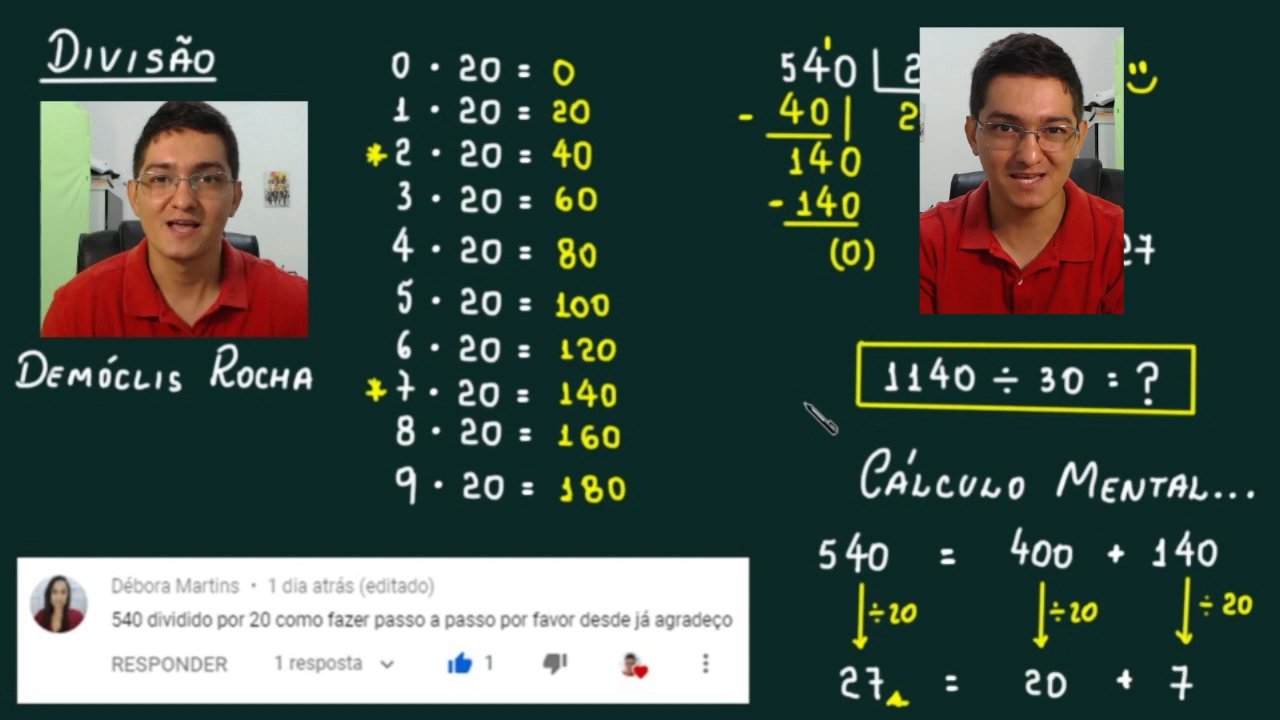 DIVISÃO
DEMÓCLIS ROCHA
0 · 20 = 0
1 · 20 = 20
* 2 · 20 = 40
3 · 20 = 60
4 · 20 = 80
5 · 20 = 100
6 · 20 = 120
* 7 · 20 = 140
8 · 20 = 160
9 · 20 = 180
540 2
- 40 2
140
- 140
(0)
27
1140 ÷ 30 = ?
CÁLCULO MENTAL...
540 = 400 + 140
÷20 ÷20 ÷20
27 = 20 + 7
Débora Martins • 1 dia atrás (editado)
540 dividido por 20 como fazer passo a passo por favor desde já agradeço
RESPONDER 1 resposta 1